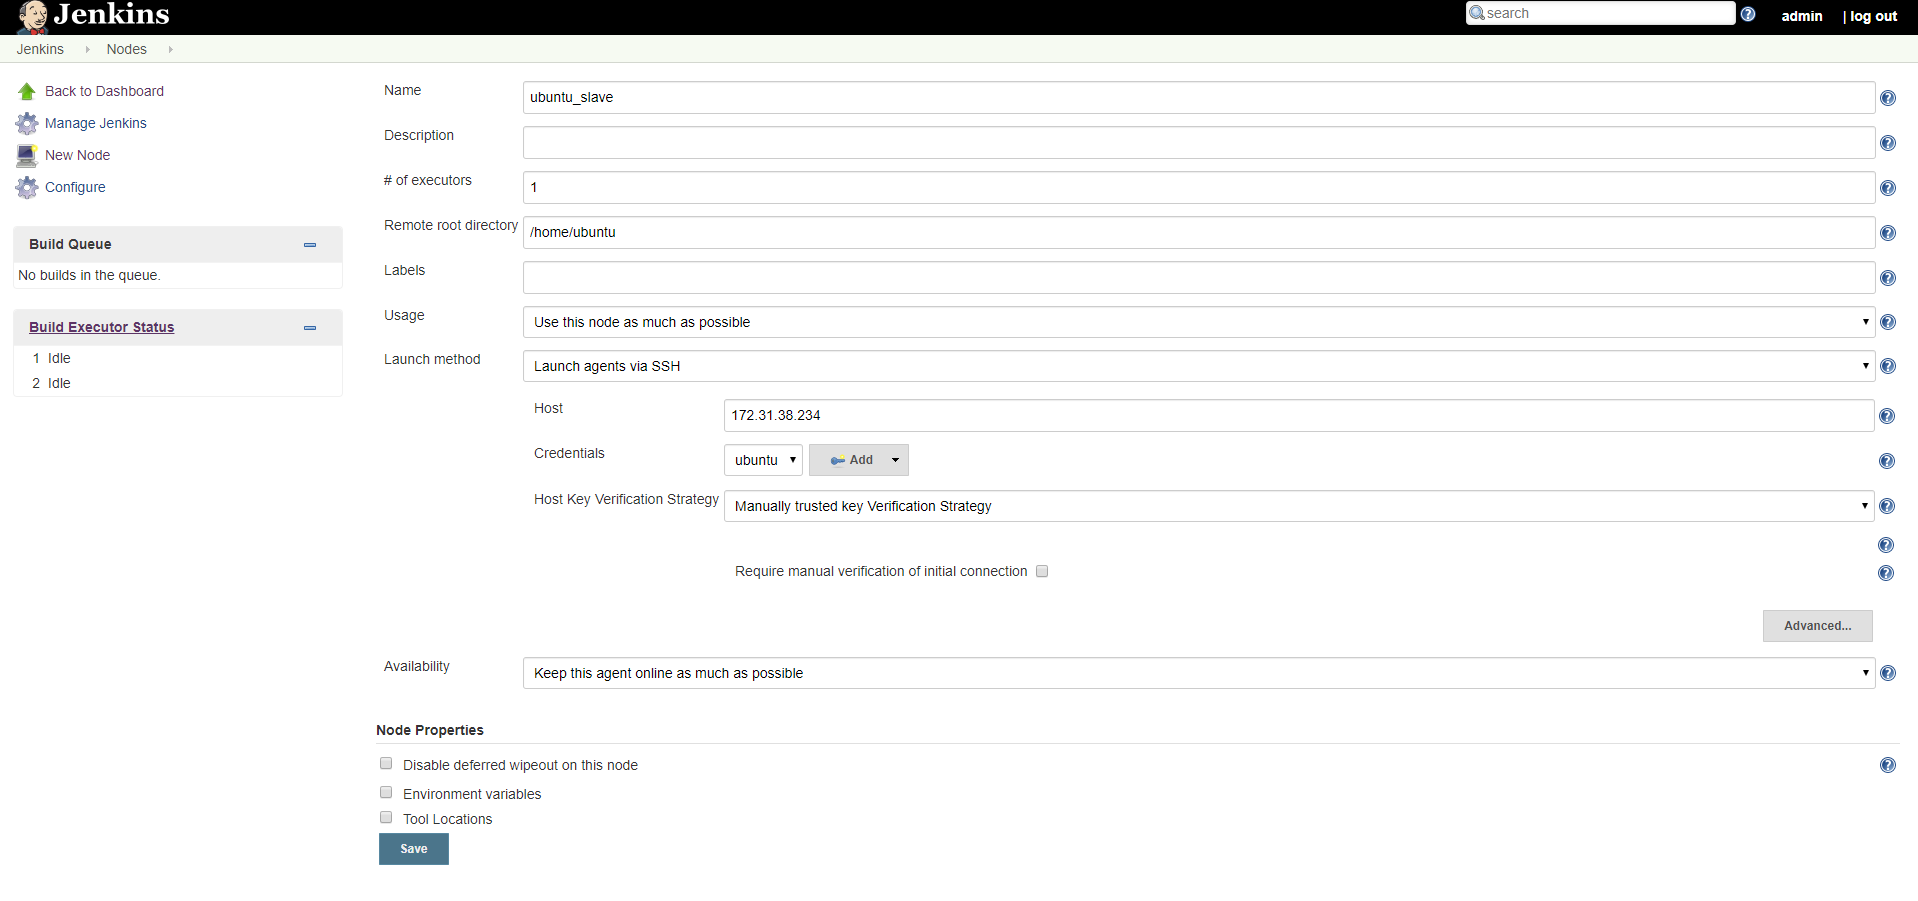 Jenkins
search
admin
| log out
Jenkins
Nodes
Back to Dashboard
Manage Jenkins
New Node
Configure
Build Queue
No builds in the queue.
Build Executor Status
1 Idle
2 Idle
Name
ubuntu_slave
Description
# of executors
1
Remote root directory
/home/ubuntu
Labels
Usage
Use this node as much as possible
Launch method
Launch agents via SSH
Host
172.31.38.234
Credentials
ubuntu
Add
Host Key Verification Strategy
Manually trusted key Verification Strategy
Require manual verification of initial connection
Advanced...
Availability
Keep this agent online as much as possible
Node Properties
Disable deferred wipeout on this node
Environment variables
Tool Locations
Save